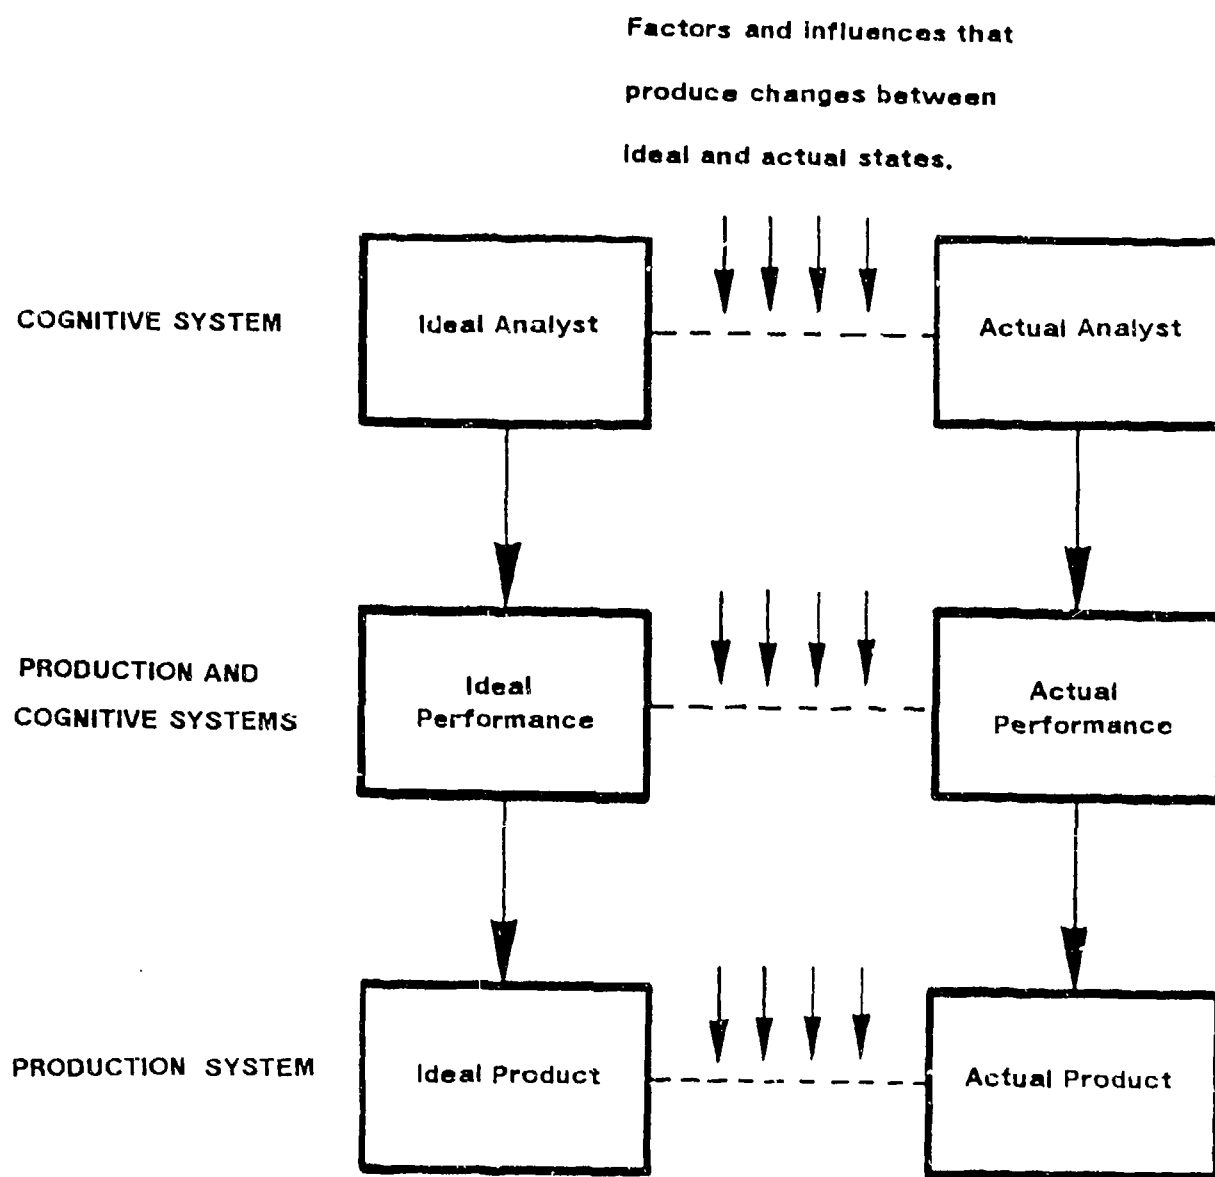 Factors and influences that
produce changes between
ideal and actual states.
COGNITIVE SYSTEM
Ideal Analyst
Actual Analyst
PRODUCTION AND
COGNITIVE SYSTEMS
Ideal
Performance
Actual
Performance
PRODUCTION SYSTEM
Ideal Product
Actual Product